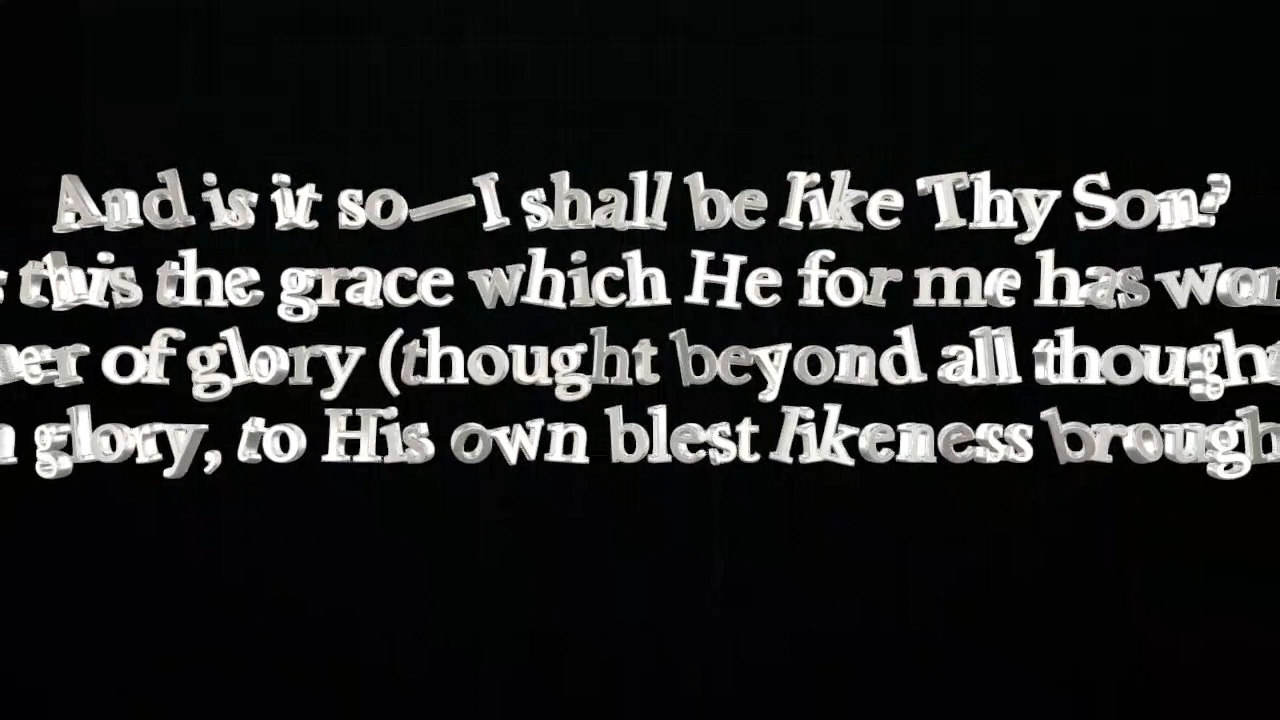 And is it so—I shall be like Thy Son?
this the grace which He for me has won
of glory (thought beyond all thought
glory, to His own blest likeness brough